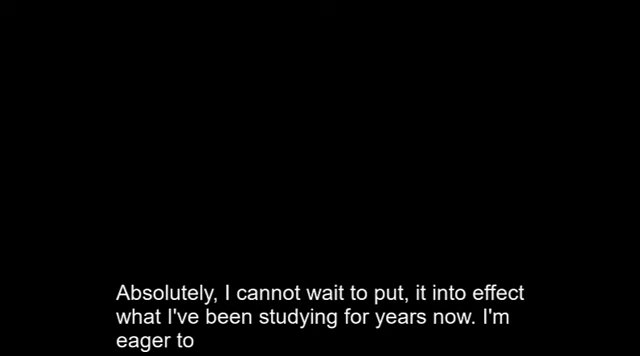 Absolutely, I cannot wait to put, it into effect
what I've been studying for years now. I'm
eager to